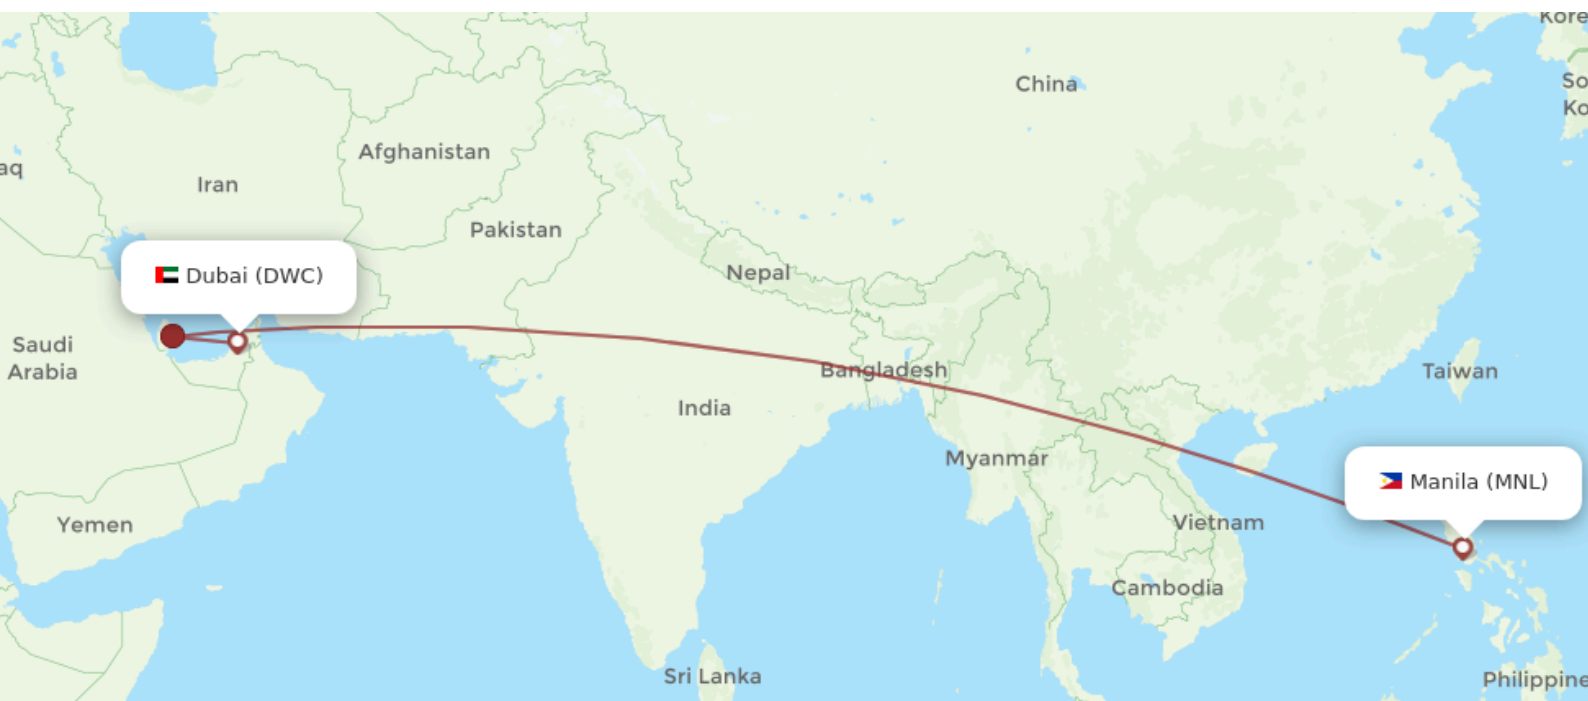 Kore
China
So
Ko
Afghanistan
aq
Iran
Pakistan
Nepal
Dubai (DWC)
Saudi
Arabia
Bangladesh
Taiwan
India
Myanmar
Manila (MNL)
Yemen
Vietnam
Cambodia
Sri Lanka
Philippine